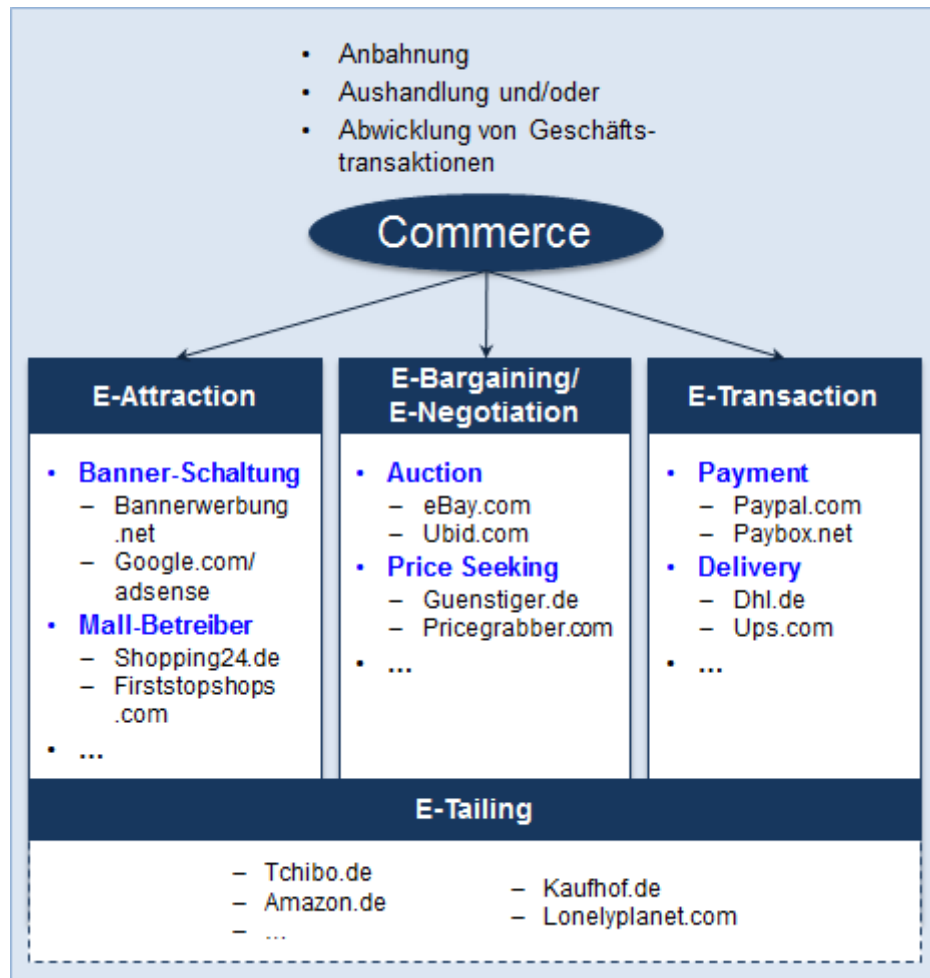 • Anbahnung
• Aushandlung und/oder
• Abwicklung von Geschäfts-
transaktionen
Commerce
E-Attraction
• Banner-Schaltung
– Bannerwerbung
.net
– Google.com/
adsense
• Mall-Betreiber
– Shopping24.de
– Firststopshops
.com
• ...
E-Bargaining/
E-Negotiation
• Auction
– eBay.com
– Ubid.com
• Price Seeking
– Guenstiger.de
– Pricegrabber.com
• ...
E-Transaction
• Payment
– Paypal.com
– Paybox.net
• Delivery
– Dhl.de
– Ups.com
• ...
E-Tailing
– Tchibo.de
– Amazon.de
– ...
– Kaufhof.de
– Lonelyplanet.com